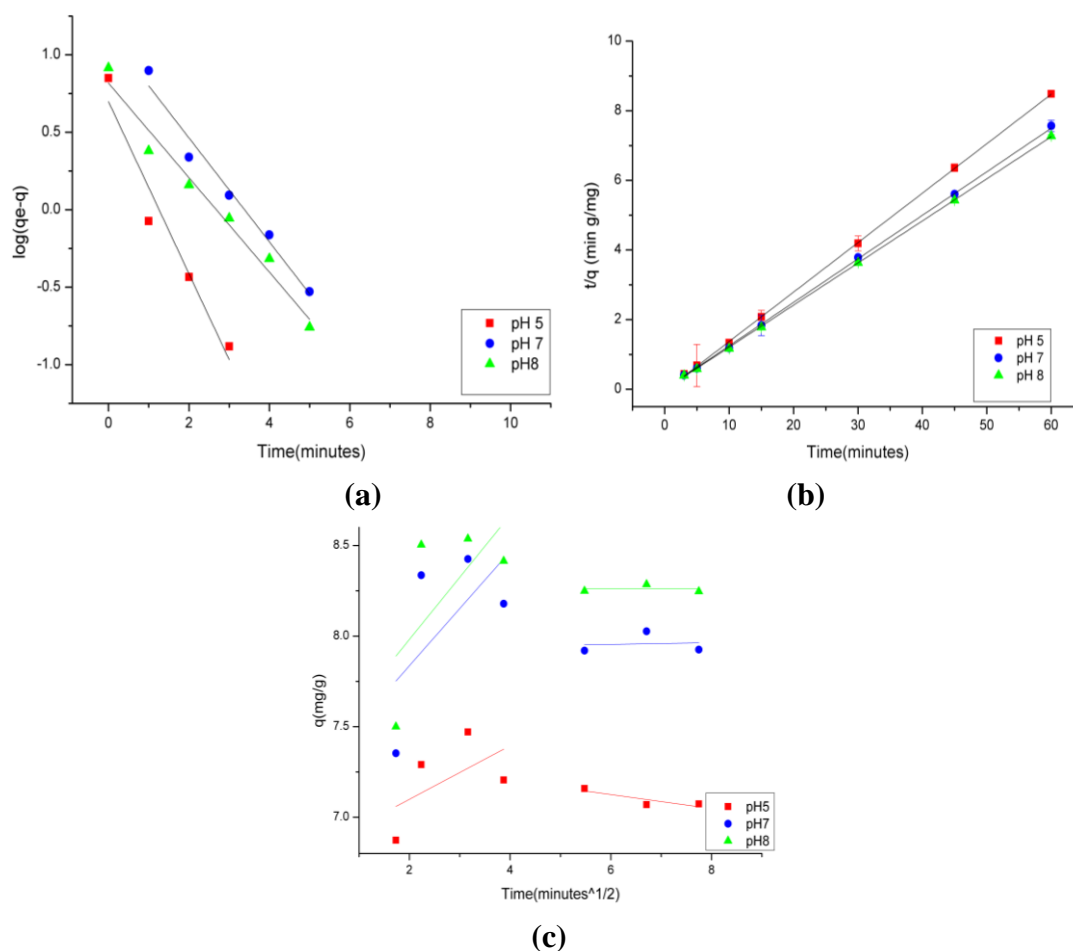 1.0
0.5
0.0
-0.5
-1.0
log(qe-q)
0 2 4 6 8 10
Time(minutes)
pH 5
pH 7
pH8
(a)
10
8
6
4
2
0
t/q (min g/mg)
0 10 20 30 40 50 60
Time(minutes)
pH 5
pH 7
pH 8
(b)
8.5
8.0
7.5
7.0
q(mg/g)
2 4 6 8
Time(minutes^1/2)
pH5
pH7
pH8
(c)